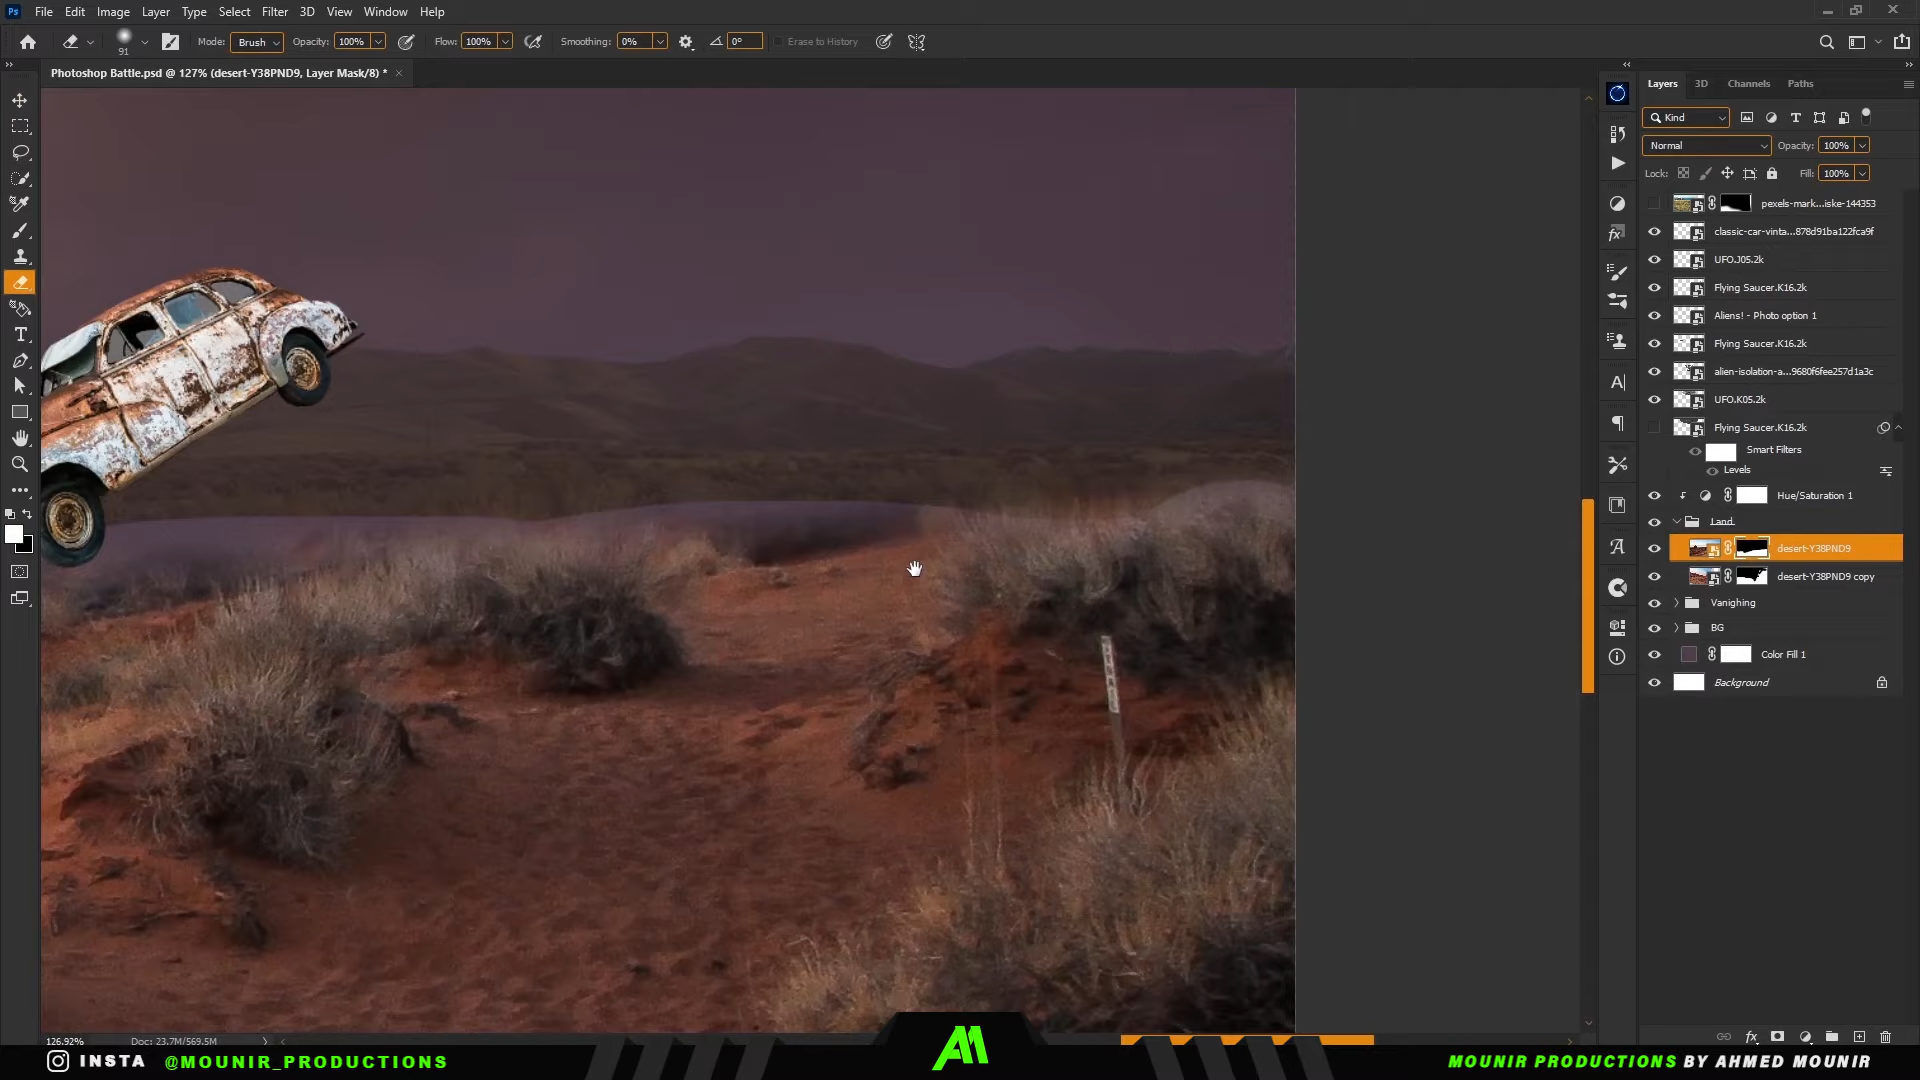 Ps File Edit Image Layer Type Select Filter 3D View Window Help
91 Mode: Brush Opacity: 100% Flow: 100% Smoothing: 0% 0° Erase to History
Photoshop Battle.psd @ 127% (desert-Y38PND9, Layer Mask/8) * ×
Layers 3D Channels Paths
Kind
Normal Opacity: 100%
Lock: Fill: 100%
pexels-mark...iske-144353
classic-car-vinta...878d91ba122fca9f
UFO.J05.2k
Flying Saucer.K16.2k
Aliens! - Photo option 1
Flying Saucer.K16.2k
alien-isolation-a...9680f6fee257d1a3c
UFO.K05.2k
Flying Saucer.K16.2k
Smart Filters
Levels
Hue/Saturation 1
Land
desert-Y38PND9
desert-Y38PND9 copy
Vanighing
BG
Color Fill 1
Background
126.92% Doc: 23.7M/569.5M
INSTA @MOUNIR_PRODUCTIONS
AM
MOUNIR PRODUCTIONS BY AHMED MOUNIR